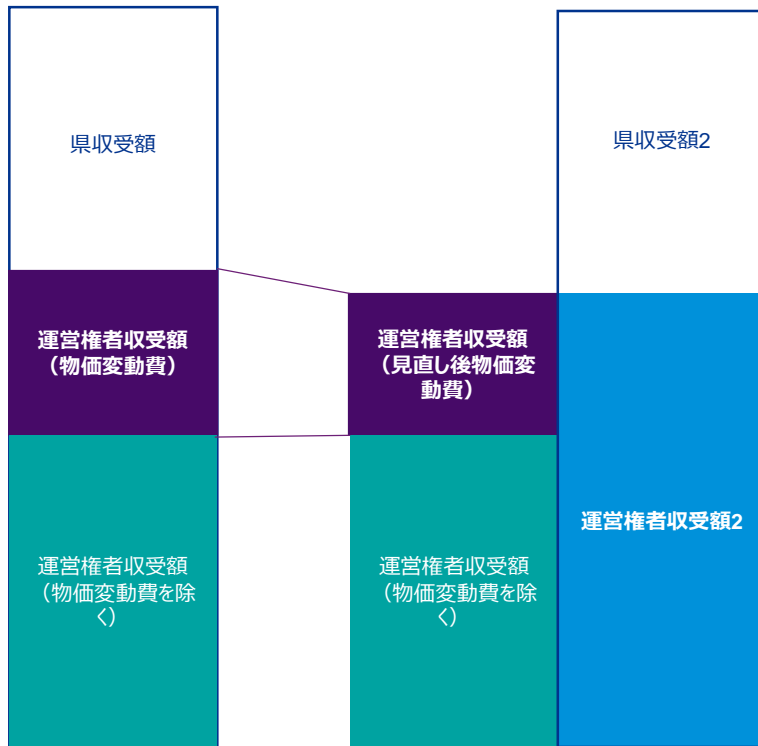 県収受額
県収受額2
運営権者収受額
（物価変動費）
運営権者収受額
（見直し後物価変
動費）
運営権者収受額2
運営権者収受額
（物価変動費を除
く）
運営権者収受額
（物価変動費を除
く）